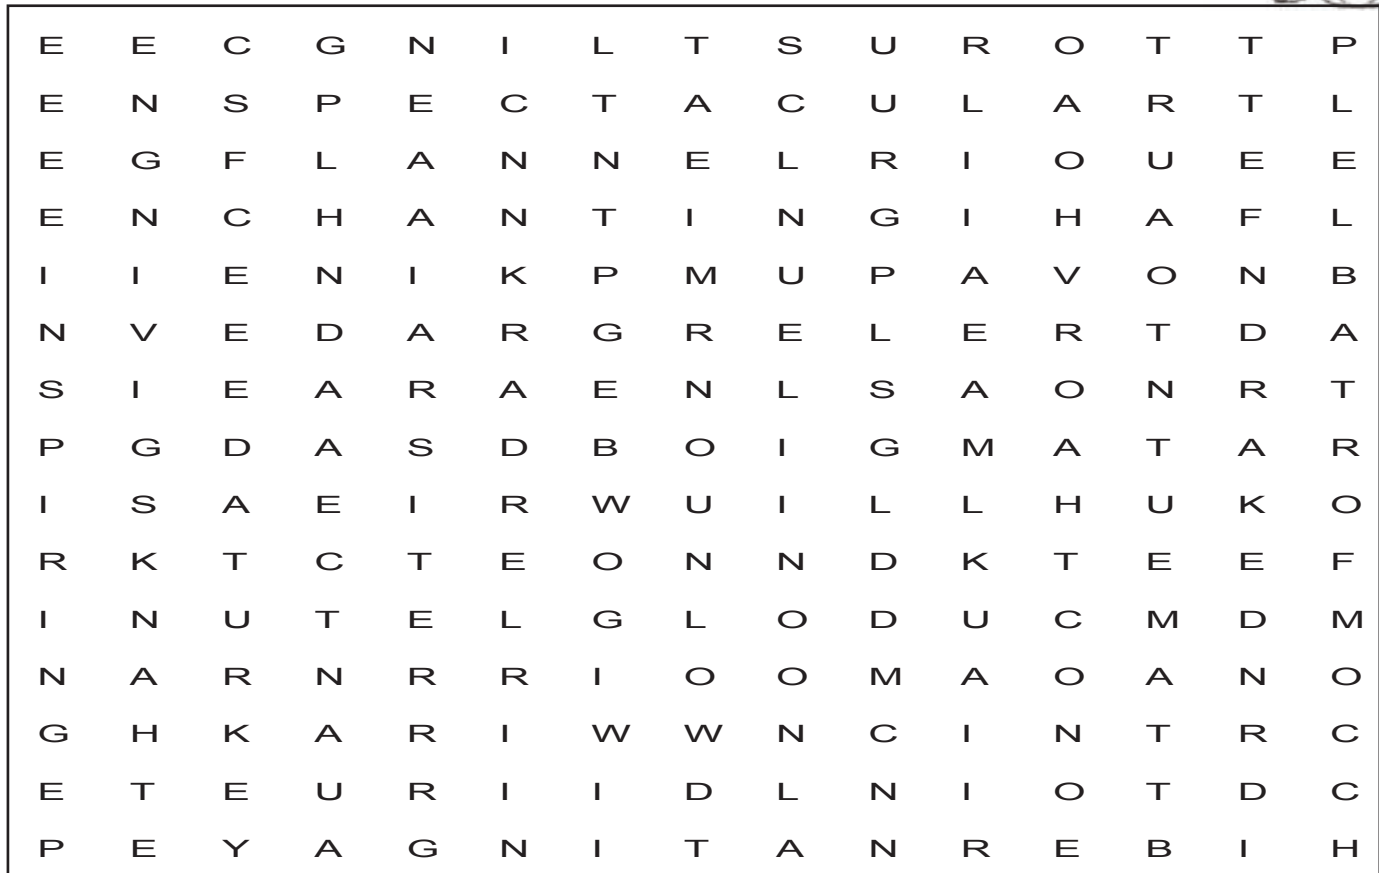 E E C G N I L T S U R O T T P
E N S P E C T A C U L A R T L
E G F L A N N E L R I O U E E
E N C H A N T I N G I H A F L
I I E N I K P M U P A V O N B
N V E D A R G R E L E R T D A
S I E A R A E N L S A O N R T
P G D A S D B O I G M A T A R
I S A E I R W U I L L H U K O
R K T C T E O N N D K T E E F
I N U T E L G L O D U C M D M
N A R N R R I O O M A O A N O
G H K A R I W W N C I N T R C
E T E U R I I D L N I O T D C
P E Y A G N I T A N R E B I H